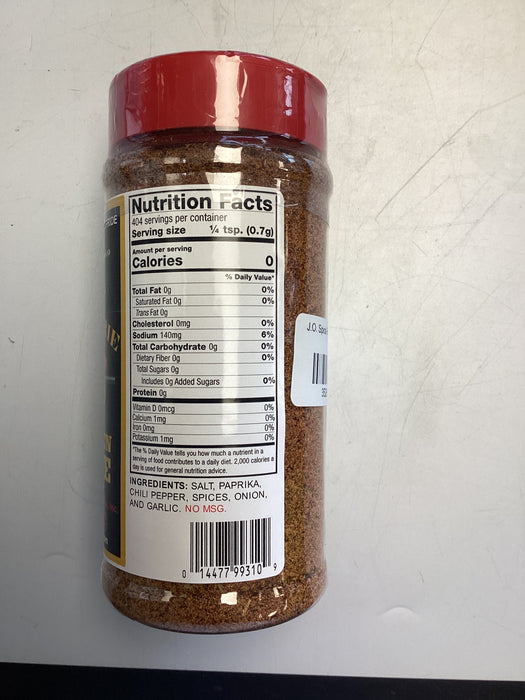 Nutrition Facts
404 servings per container
Serving size ¼ tsp. (0.7g)
Amount per serving
Calories 0
% Daily Value*
Total Fat 0g 0%
Saturated Fat 0g 0%
Trans Fat 0g
Cholesterol 0mg 0%
Sodium 140mg 6%
Total Carbohydrate 0g 0%
Dietary Fiber 0g 0%
Total Sugars 0g
Includes 0g Added Sugars 0%
Protein 0g
Vitamin D 0mcg 0%
Calcium 1mg 0%
Iron 0mg 0%
Potassium 1mg 0%
*The % Daily Value tells you how much a nutrient in a
serving of food contributes to a daily diet. 2,000 calories a
day is used for general nutrition advice.
INGREDIENTS: SALT, PAPRIKA,
CHILI PEPPER, SPICES, ONION,
AND GARLIC. NO MSG.
0 14477 99310 9
J.O.